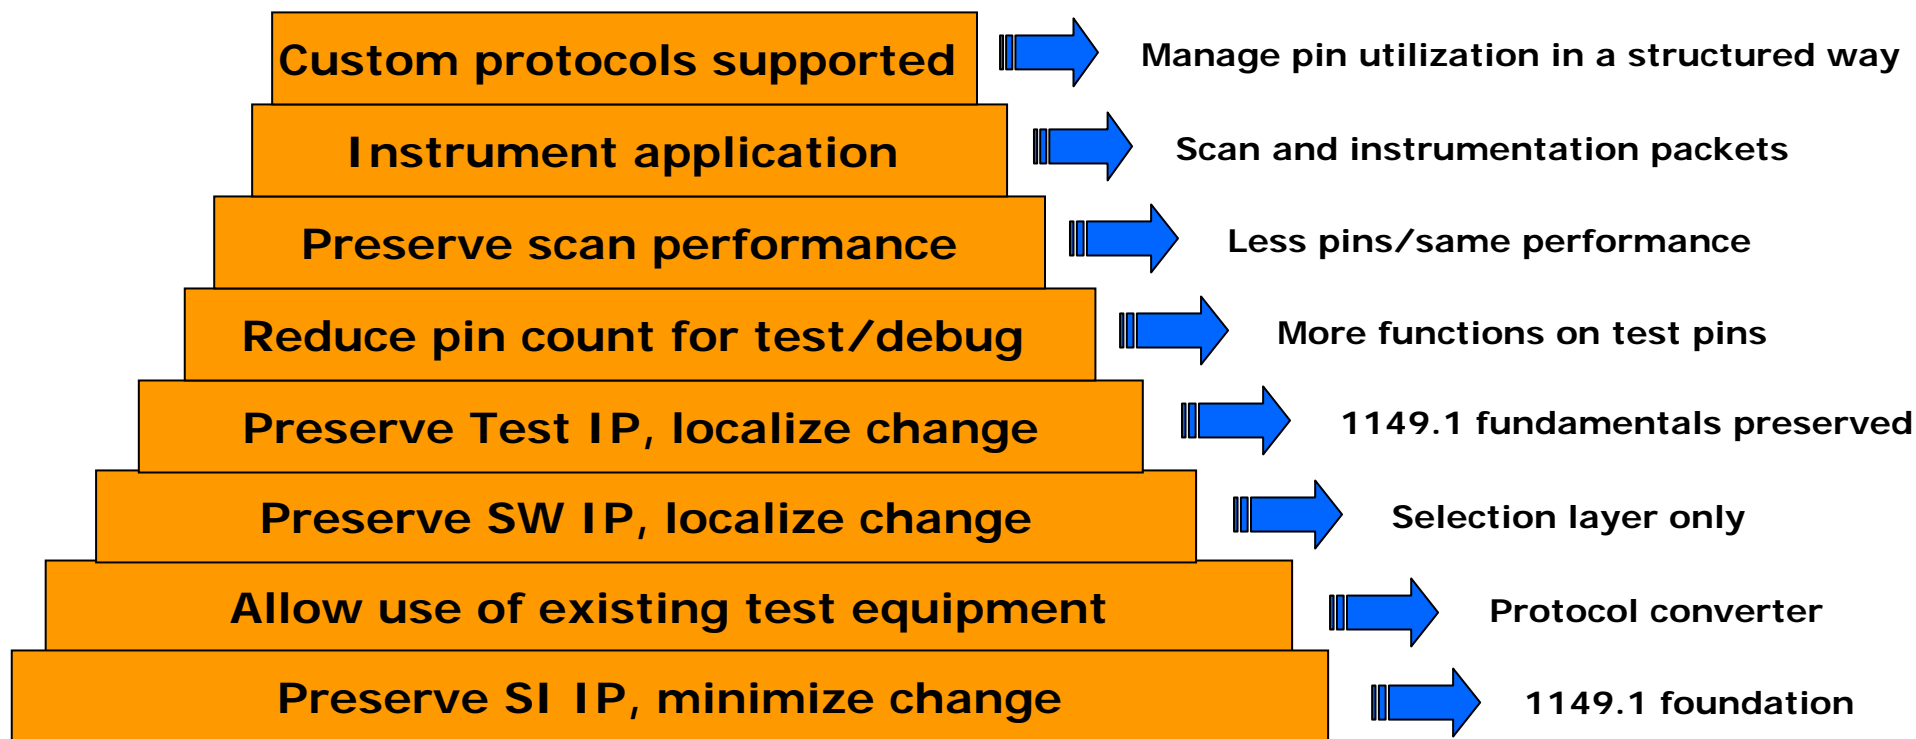 Custom protocols supported
Manage pin utilization in a structured way
Instrument application
Scan and instrumentation packets
Preserve scan performance
Less pins/same performance
Reduce pin count for test/debug
More functions on test pins
Preserve Test IP, localize change
1149.1 fundamentals preserved
Preserve SW IP, localize change
Selection layer only
Allow use of existing test equipment
Protocol converter
Preserve SI IP, minimize change
1149.1 foundation